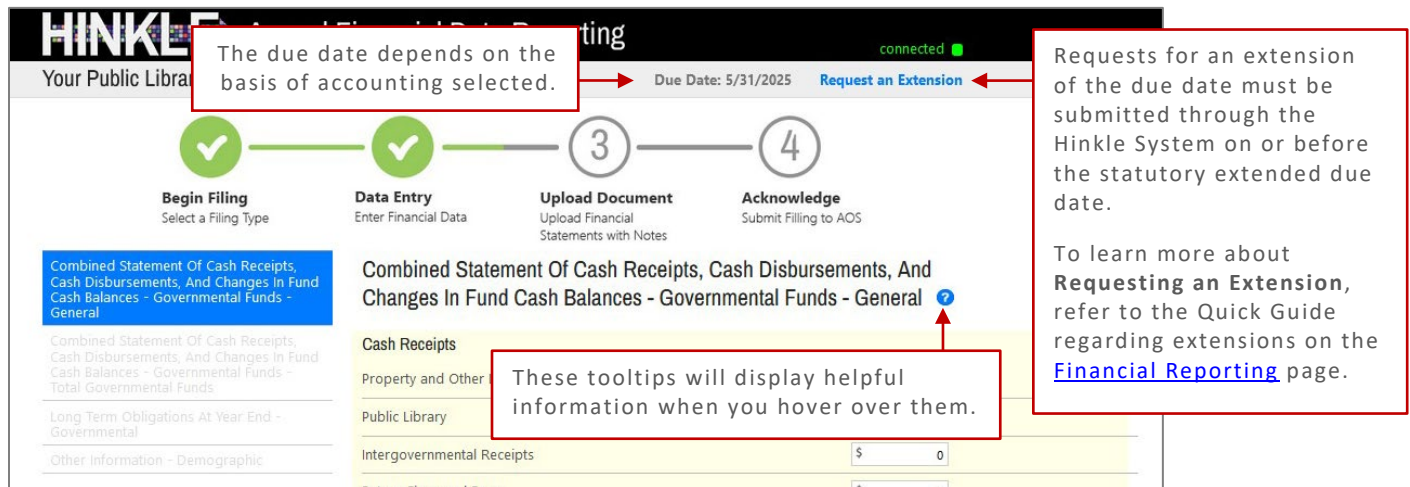 HINKLE
ting
connected
The due date depends on the
basis of accounting selected.
Your Public
Due Date: 5/31/2025
Request an Extension
Requests for an extension
of the due date must be
submitted through the
Hinkle System on or before
the statutory extended due
date.
To learn more about
Requesting an Extension,
refer to the Quick Guide
regarding extensions on the
Financial Reporting page.
3
4
Begin Filing
Select a Filing Type
Data Entry
Enter Financial Data
Upload Document
Upload Financial
Statements with Notes
Acknowledge
Submit Filling to AOS
Combined Statement Of Cash Receipts,
Cash Disbursements, And Changes In Fund
Cash Balances - Governmental Funds -
General
Combined Statement Of Cash Receipts,
Cash Disbursements, And Changes In Fund
Cash Balances - Governmental Funds -
Total Governmental Funds
Long Term Obligations At Year End -
Governmental
Other Information - Demographic
Combined Statement Of Cash Receipts, Cash Disbursements, And
Changes In Fund Cash Balances - Governmental Funds - General ?
Cash Receipts
Property and Other
These tooltips will display helpful
information when you hover over them.
Public Library
Intergovernmental Receipts
$ 0